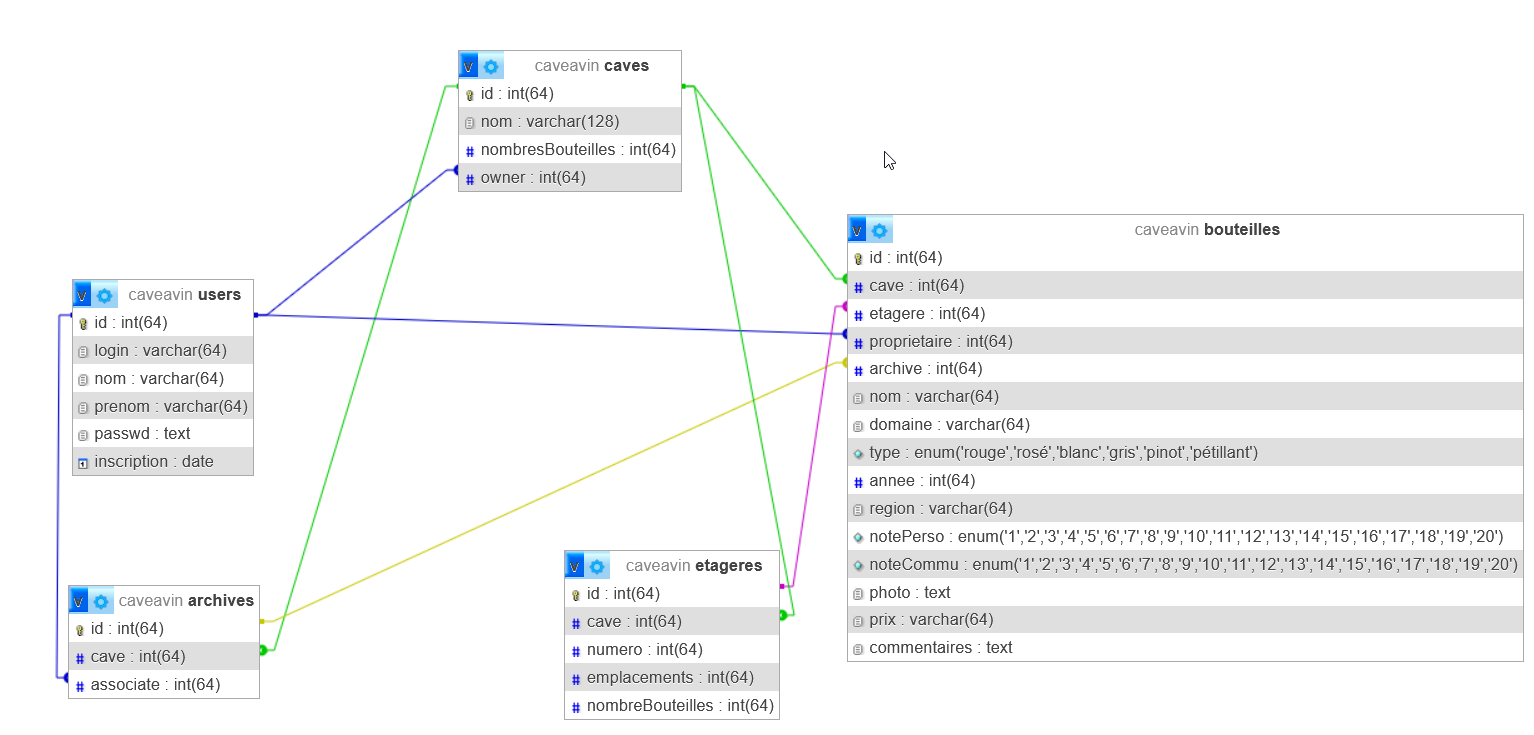 caveavin caves
id : int(64)
nom : varchar(128)
nombresBouteilles : int(64)
owner : int(64)
caveavin bouteilles
id : int(64)
cave : int(64)
etagere : int(64)
proprietaire : int(64)
archive : int(64)
nom : varchar(64)
domaine : varchar(64)
type : enum('rouge','rosé','blanc','gris','pinot','pétillant')
annee : int(64)
region : varchar(64)
notePerso : enum('1','2','3','4','5','6','7','8','9','10','11','12','13','14','15','16','17','18','19','20')
noteCommu : enum('1','2','3','4','5','6','7','8','9','10','11','12','13','14','15','16','17','18','19','20')
photo : text
prix : varchar(64)
commentaires : text
caveavin users
id : int(64)
login : varchar(64)
nom : varchar(64)
prenom : varchar(64)
passwd : text
inscription : date
caveavin etageres
id : int(64)
cave : int(64)
numero : int(64)
emplacements : int(64)
nombreBouteilles : int(64)
caveavin archives
id : int(64)
cave : int(64)
associate : int(64)